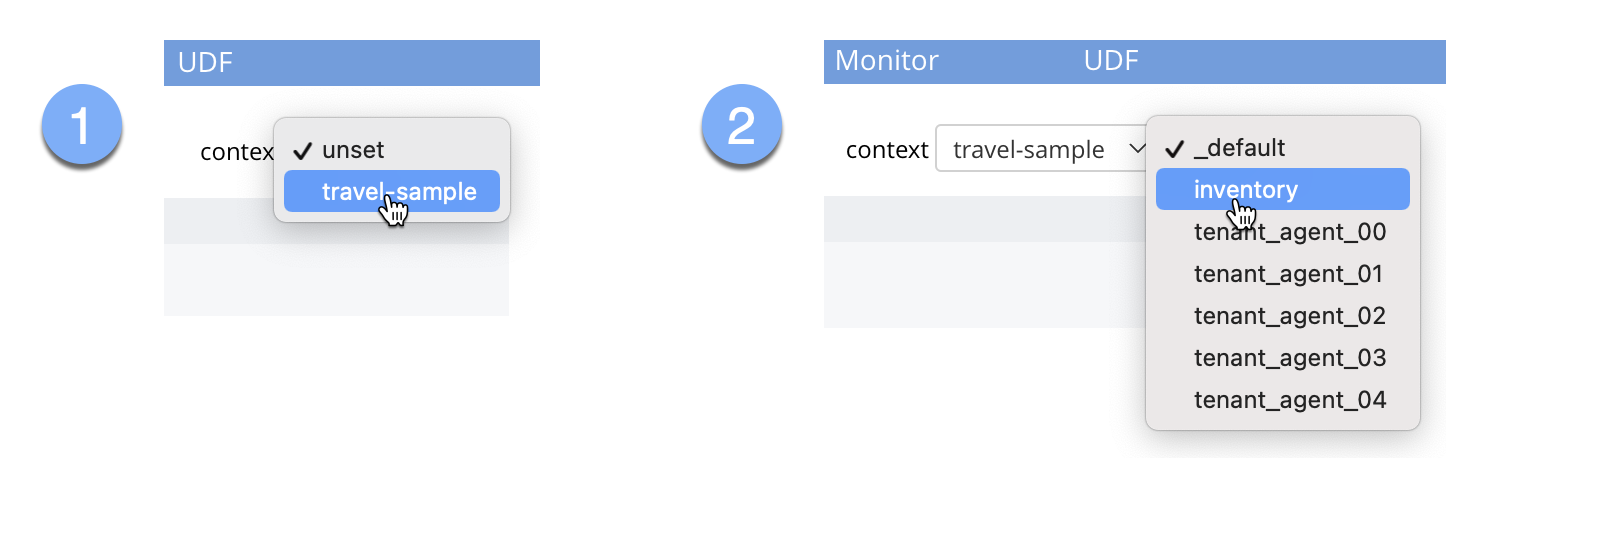 UDF
1
contex
unset
travel-sample
Monitor UDF
2
context travel-sample
_default
inventory
tenant_agent_00
tenant_agent_01
tenant_agent_02
tenant_agent_03
tenant_agent_04